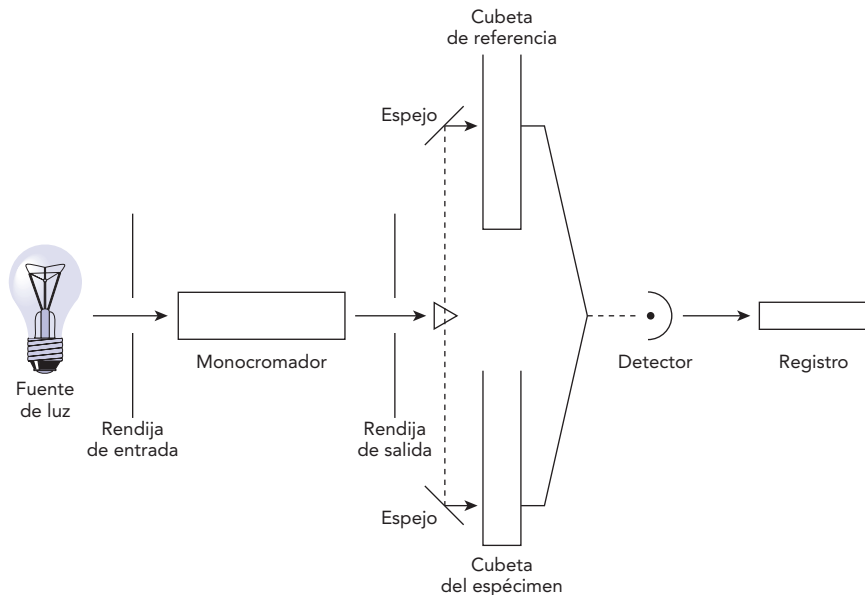 Cubeta
de referencia
Espejo
Fuente
de luz
Rendija
de entrada
Monocromador
Rendija
de salida
Espejo
Cubeta
del espécimen
Detector
Registro